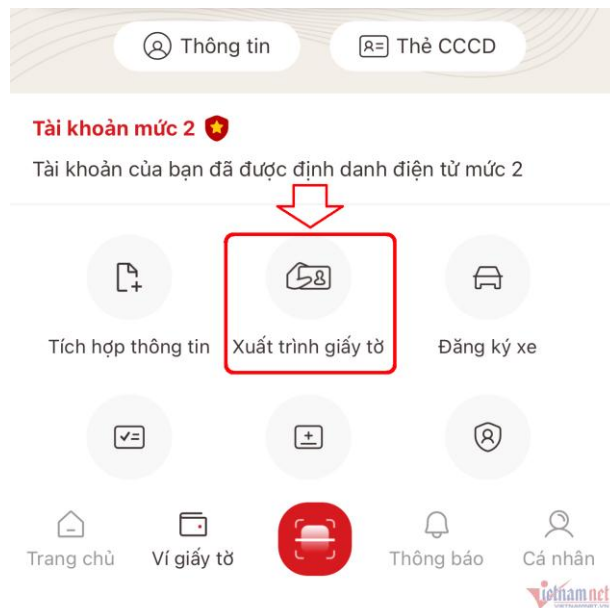 Thông tin
Thẻ CCCD
Tài khoản mức 2
Tài khoản của bạn đã được định danh điện tử mức 2
Tích hợp thông tin
Xuất trình giấy tờ
Đăng ký xe
Trang chủ
Ví giấy tờ
Thông báo
Cá nhân
Vietnamnet
VIETNAMNET.VN